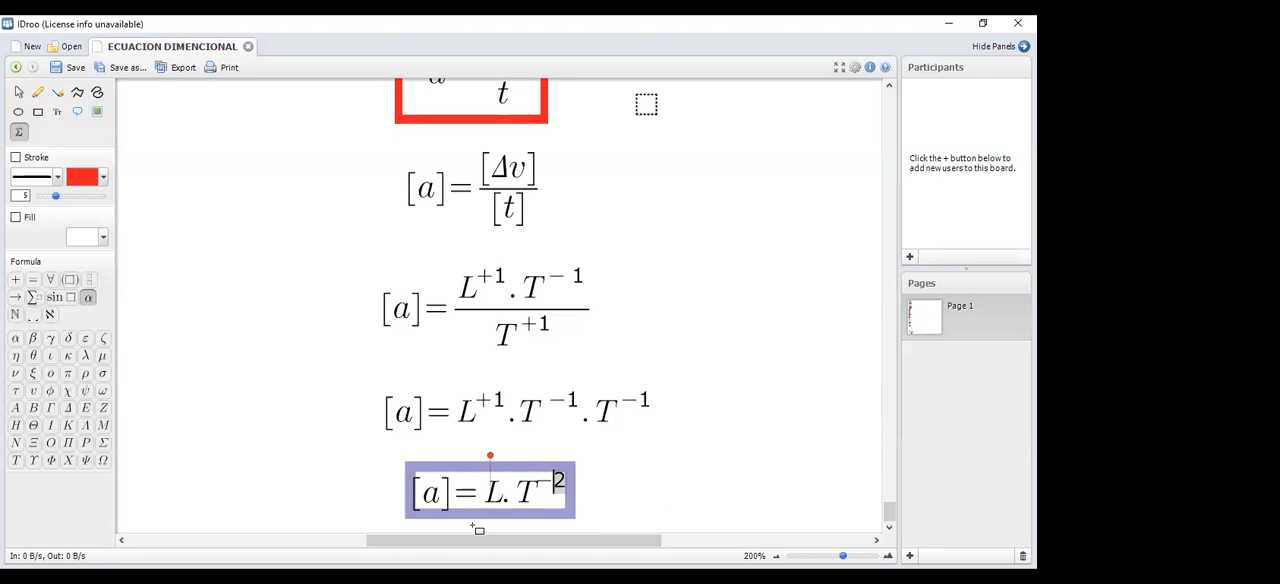 IDroo (License info unavailable)
New Open ECUACION DIMENCIONAL Hide Panels
Save Save as... Export Print
Participants
Click the + button below to
add new users to this board.
Stroke
5
Fill
Formula
+ = ∀ (□)
→ ∑ sin □ α
ℕ ℵ
α β γ δ ε ζ
η θ ι κ λ μ
ν ξ ο π ρ σ
τ υ φ χ ψ ω
Α Β Γ Δ Ε Ζ
Η Θ Ι Κ Λ Μ
Ν Ξ Ο Π Ρ Σ
Τ ϒ Φ Χ Ψ Ω
t
[a] = [Δv] / [t]
[a] = L⁺¹ . T⁻¹ / T⁺¹
[a] = L⁺¹ . T⁻¹ . T⁻¹
[a] = L. T⁻²
Pages
Page 1
In: 0 B/s, Out: 0 B/s 200%